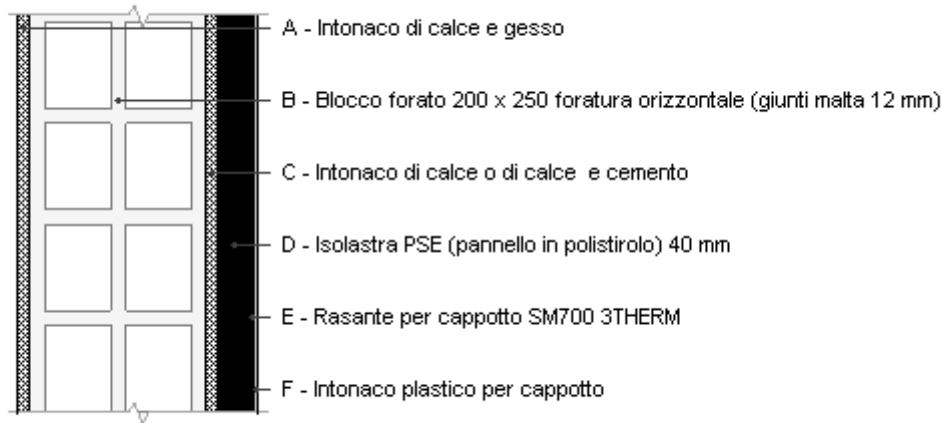 A - Intonaco di calce e gesso
B - Blocco forato 200 x 250 foratura orizzontale (giunti malta 12 mm)
C - Intonaco di calce o di calce e cemento
D - Isolastra PSE (pannello in polistirolo) 40 mm
E - Rasante per cappotto SM700 3THERM
F - Intonaco plastico per cappotto